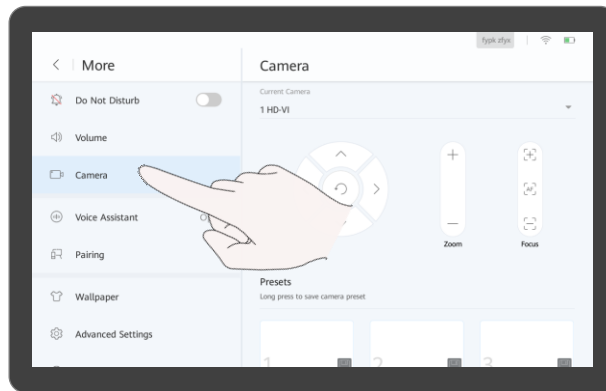 fypk zfyx
More
Do Not Disturb
Volume
Camera
Voice Assistant
Pairing
Wallpaper
Advanced Settings
Camera
Current Camera
1 HD-VI
AF
Zoom
Focus
Presets
Long press to save camera preset
1
2
3